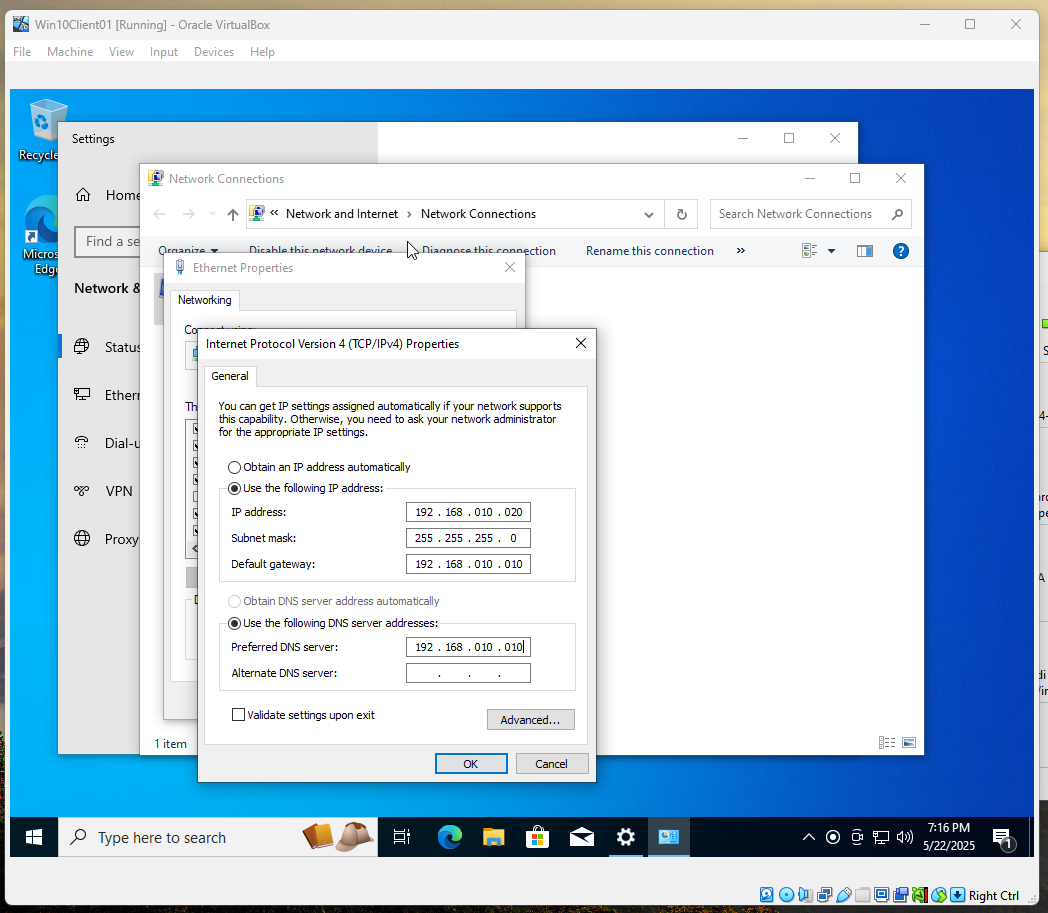 Win10Client01 [Running] - Oracle VirtualBox
File Machine View Input Devices Help
Recycle
Micros
Edge
Settings
Home
Find a se
Network &
Status
Ethern
Dial-u
VPN
Proxy
Network Connections
« Network and Internet › Network Connections
Search Network Connections
Organize Disable this network device Diagnose this connection Rename this connection »
1 item
Ethernet Properties
Networking
Connect using:
Th
Internet Protocol Version 4 (TCP/IPv4) Properties
General
You can get IP settings assigned automatically if your network supports
this capability. Otherwise, you need to ask your network administrator
for the appropriate IP settings.
Obtain an IP address automatically
Use the following IP address:
IP address: 192 . 168 . 010 . 020
Subnet mask: 255 . 255 . 255 . 0
Default gateway: 192 . 168 . 010 . 010
Obtain DNS server address automatically
Use the following DNS server addresses:
Preferred DNS server: 192 . 168 . 010 . 010
Alternate DNS server: . . .
Validate settings upon exit
Advanced...
OK
Cancel
Type here to search
7:16 PM
5/22/2025
1
Right Ctrl